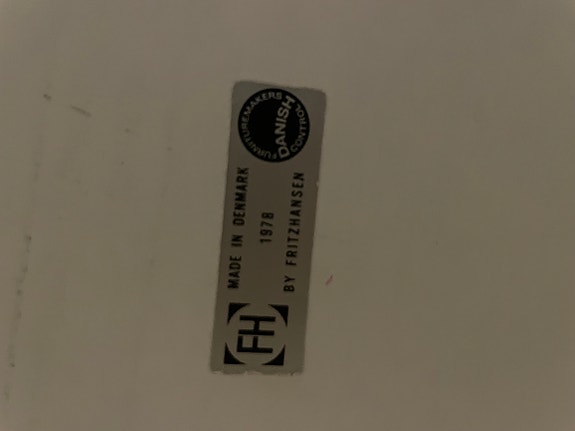 FH
MADE IN DENMARK
1978
BY FRITZHANSEN
FURNITUREMAKERS
DANISH
CONTROL